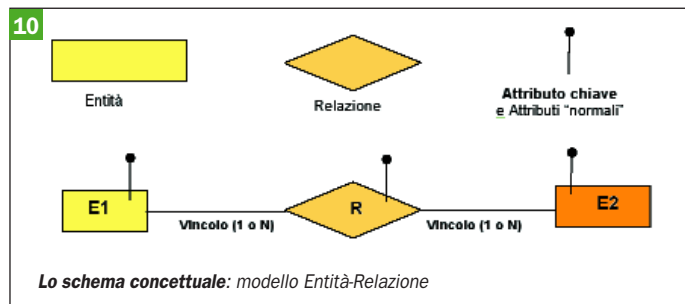 10
Entità
Relazione
Attributo chiave
e Attributi "normali"
E1
Vincolo (1 o N)
R
Vincolo (1 o N)
E2
Lo schema concettuale: modello Entità-Relazione